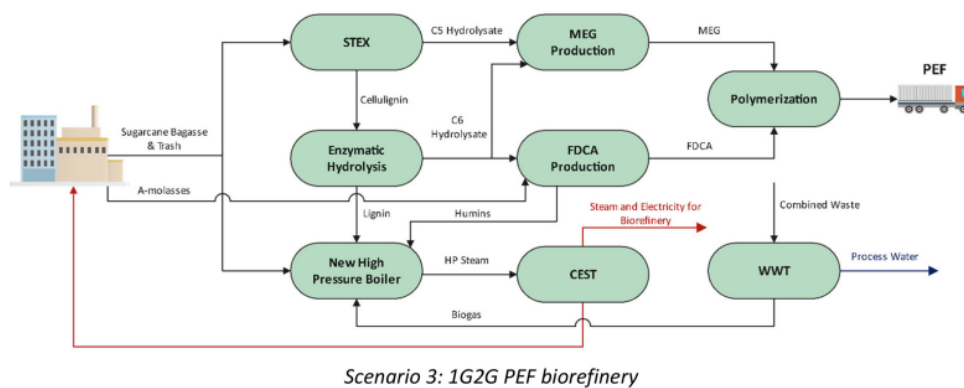 C5 Hydrolysate
MEG
STEX
MEG
Production
PEF
Cellulignin
Polymerization
Sugarcane Bagasse
& Trash
C6
Hydrolysate
Enzymatic
Hydrolysis
FDCA
Production
FDCA
A-molasses
Lignin
Humins
Steam and Electricity for
Biorefinery
Combined Waste
New High
Pressure Boiler
HP Steam
CEST
WWT
Process Water
Biogas
Scenario 3: 1G2G PEF biorefinery